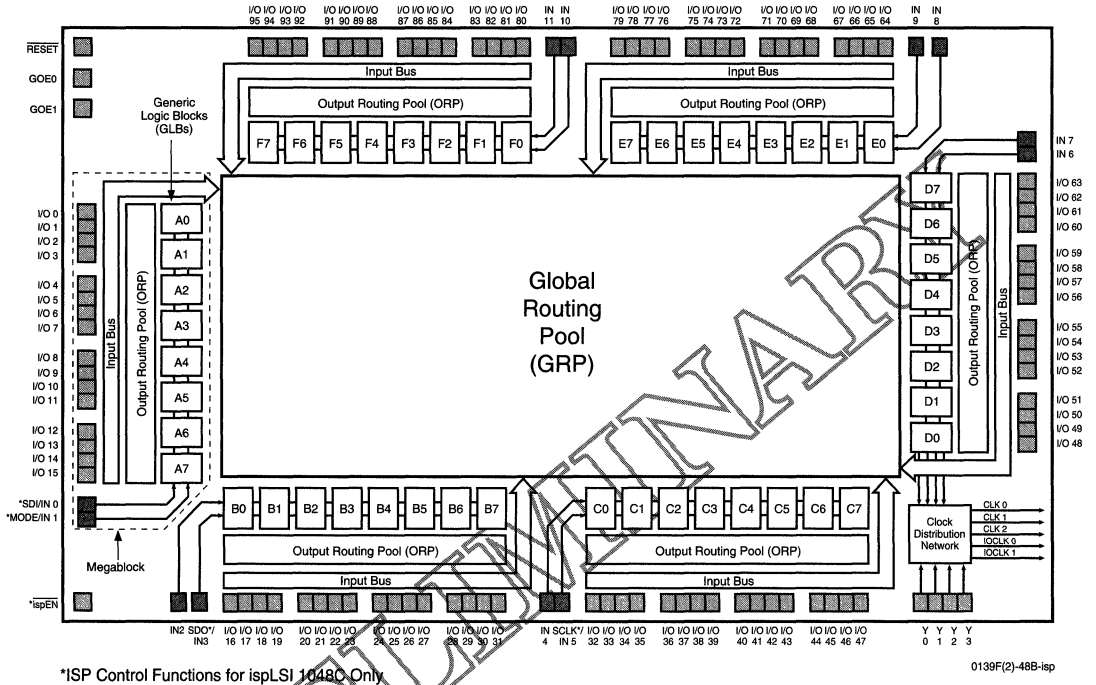 I/O I/O I/O I/O I/O I/O I/O I/O I/O I/O I/O I/O I/O I/O I/O I/O IN IN I/O I/O I/O I/O I/O I/O I/O I/O I/O I/O I/O I/O I/O I/O I/O I/O IN IN
95 94 93 92 91 90 89 88 87 86 85 84 83 82 81 80 11 10 79 78 77 76 75 74 73 72 71 70 69 68 67 66 65 64 9 8
RESET
GOE0
GOE1
Input Bus
Input Bus
Output Routing Pool (ORP)
Output Routing Pool (ORP)
Generic
Logic Blocks
(GLBs)
F7 F6 F5 F4 F3 F2 F1 F0
E7 E6 E5 E4 E3 E2 E1 E0
IN 7
IN 6
I/O 0
I/O 1
I/O 2
I/O 3
I/O 4
I/O 5
I/O 6
I/O 7
I/O 8
I/O 9
I/O 10
I/O 11
I/O 12
I/O 13
I/O 14
I/O 15
*SDI/IN 0
*MODE/IN 1
Input Bus
Output Routing Pool (ORP)
A0
A1
A2
A3
A4
A5
A6
A7
Megablock
Global
Routing
Pool
(GRP)
D7
D6
D5
D4
D3
D2
D1
D0
Output Routing Pool (ORP)
Input Bus
I/O 63
I/O 62
I/O 61
I/O 60
I/O 59
I/O 58
I/O 57
I/O 56
I/O 55
I/O 54
I/O 53
I/O 52
I/O 51
I/O 50
I/O 49
I/O 48
B0 B1 B2 B3 B4 B5 B6 B7
C0 C1 C2 C3 C4 C5 C6 C7
Output Routing Pool (ORP)
Output Routing Pool (ORP)
Input Bus
Input Bus
Clock
Distribution
Network
CLK 0
CLK 1
CLK 2
IOCLK 0
IOCLK 1
*ispEN
IN2 SDO*/ I/O I/O I/O I/O I/O I/O I/O I/O I/O I/O I/O I/O I/O I/O I/O I/O IN SCLK*/ I/O I/O I/O I/O I/O I/O I/O I/O I/O I/O I/O I/O I/O I/O I/O I/O Y Y Y Y
IN3 16 17 18 19 20 21 22 23 24 25 26 27 28 29 30 31 4 IN 5 32 33 34 35 36 37 38 39 40 41 42 43 44 45 46 47 0 1 2 3
PRELIMINARY
*ISP Control Functions for ispLSI 1048C Only
0139F(2)-48B-isp